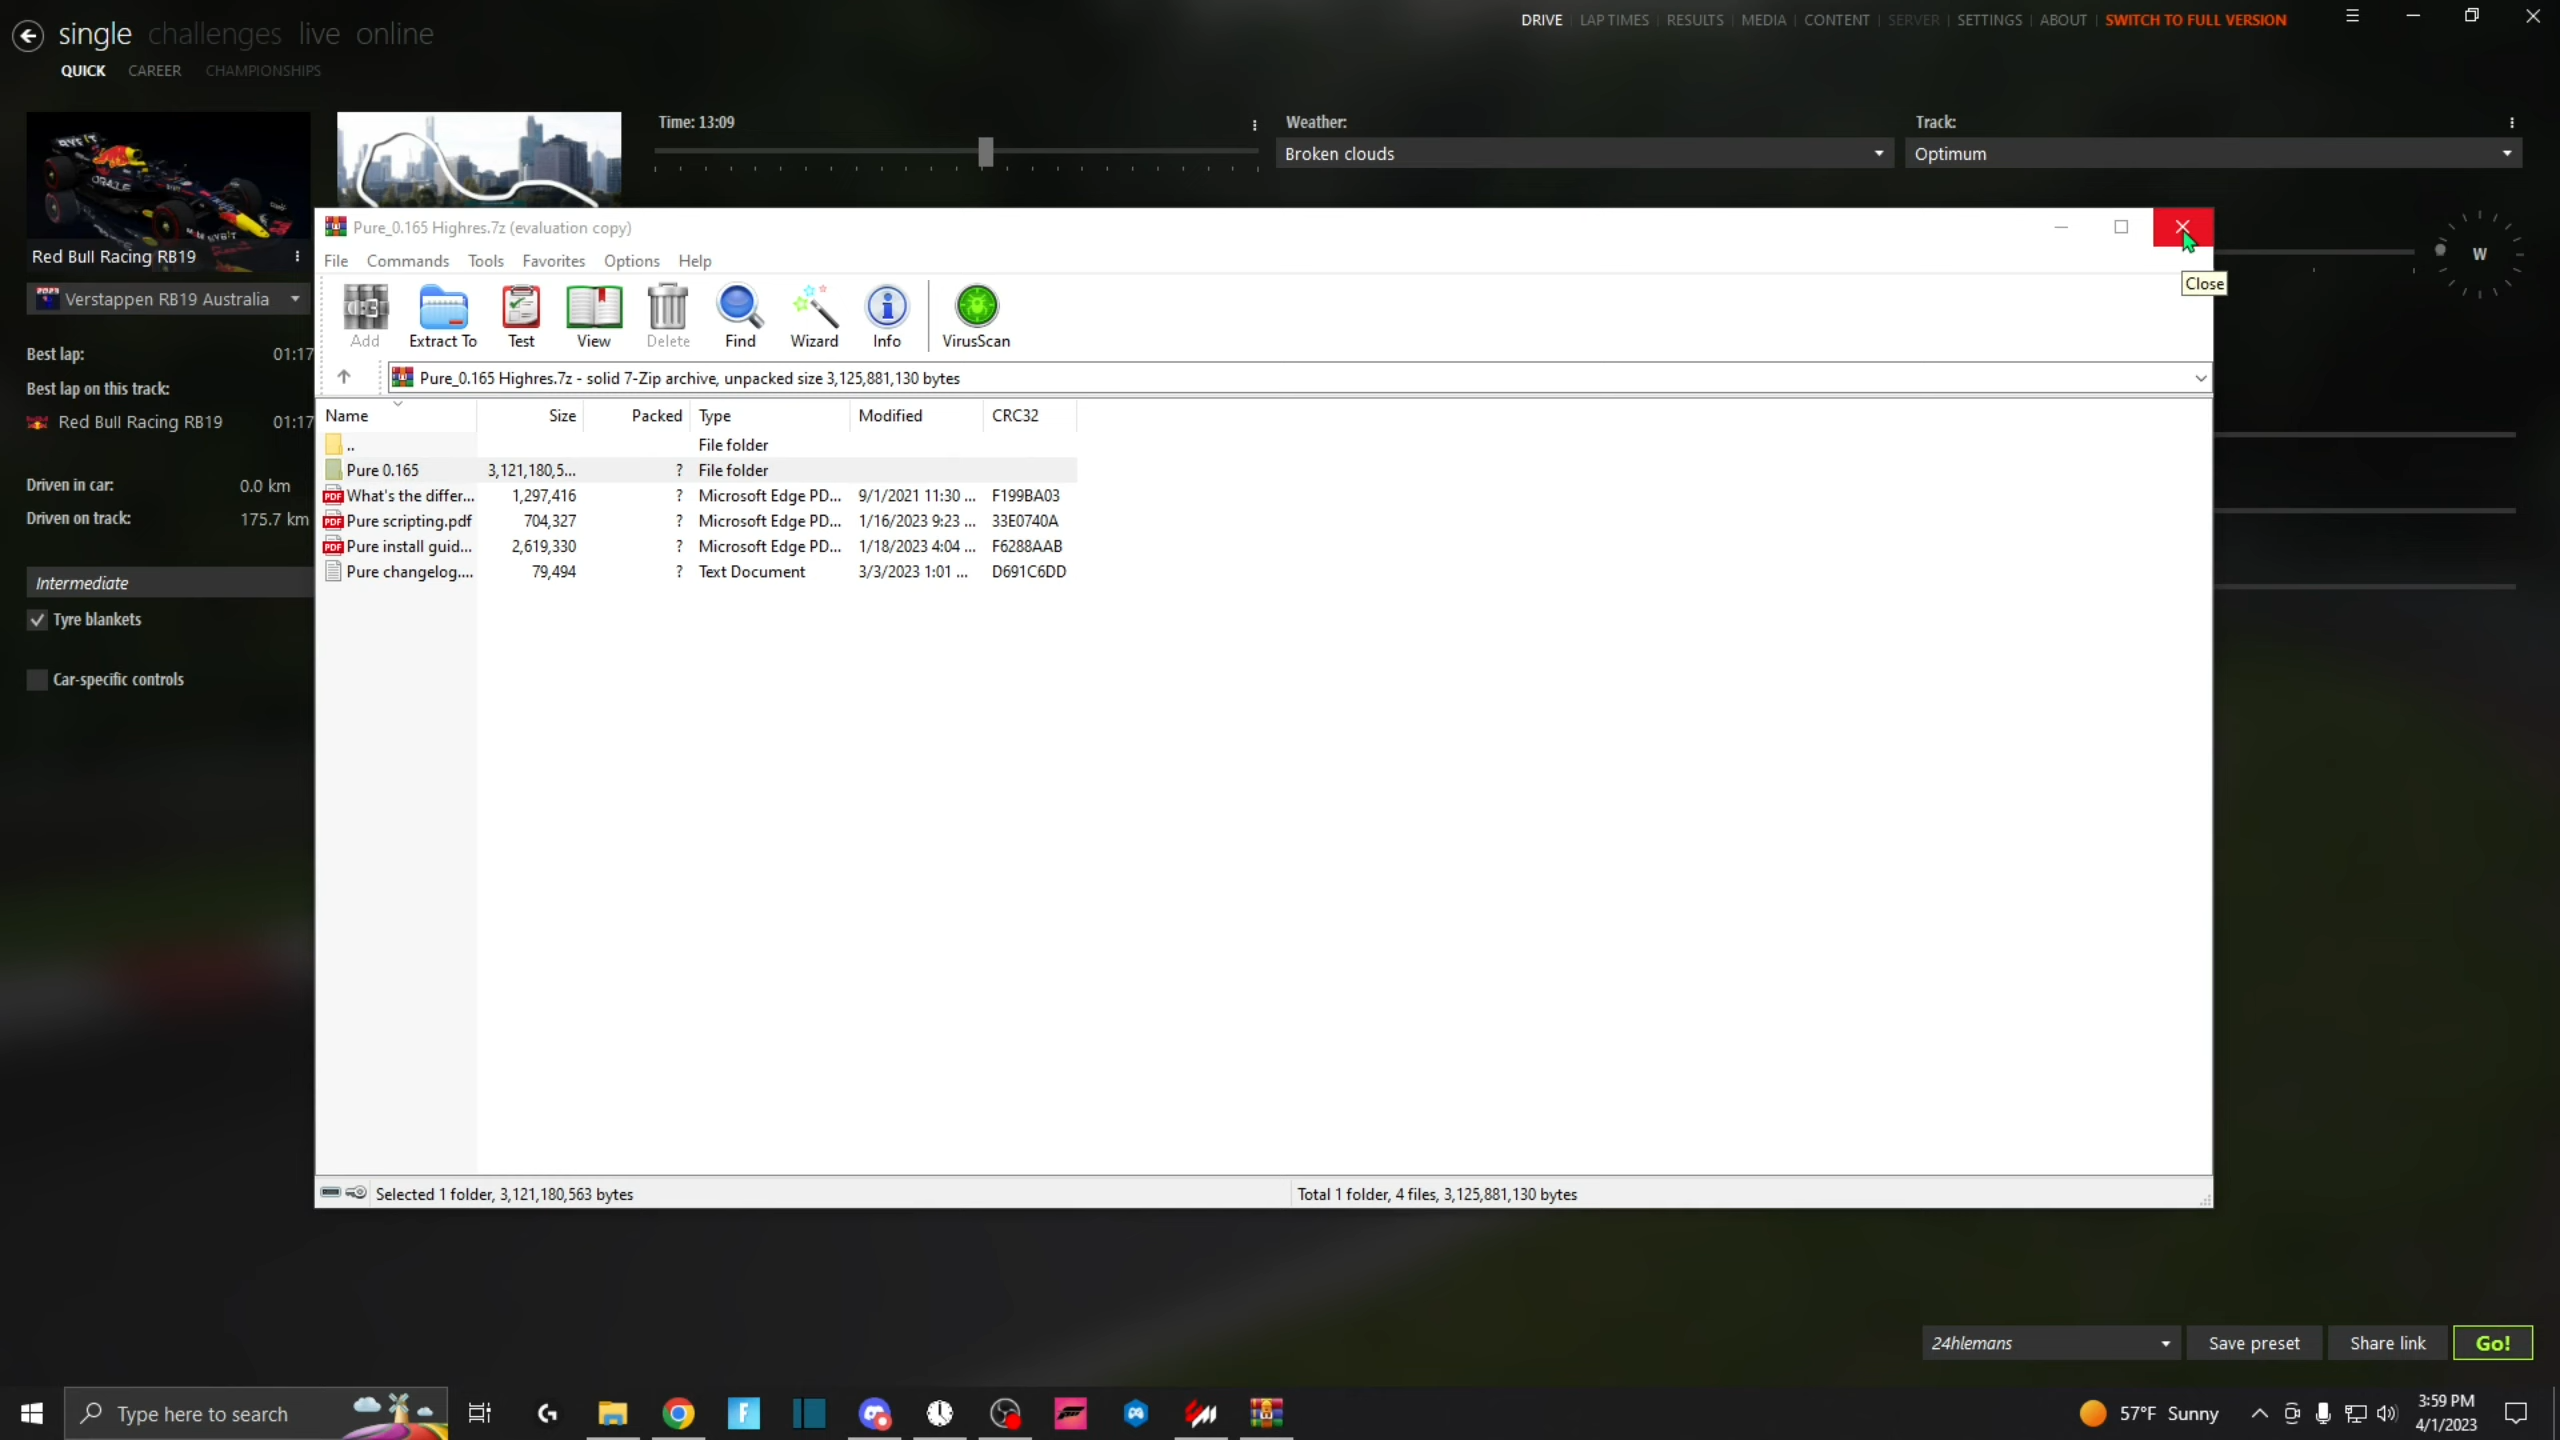 single challenges live online
DRIVE LAP TIMES RESULTS MEDIA CONTENT SERVER SETTINGS ABOUT SWITCH TO FULL VERSION
QUICK CAREER CHAMPIONSHIPS
Time: 13:09
Weather:
Track:
Broken clouds
Optimum
ORACLE
Red Bull Racing RB19
W
Verstappen RB19 Australia
Best lap: 01:17
Best lap on this track:
Red Bull Racing RB19 01:17
Driven in car: 0.0 km
Driven on track: 175.7 km
Intermediate
Tyre blankets
Car-specific controls
Pure_0.165 Highres.7z (evaluation copy)
Close
File Commands Tools Favorites Options Help
Add Extract To Test View Delete Find Wizard Info VirusScan
Pure_0.165 Highres.7z - solid 7-Zip archive, unpacked size 3,125,881,130 bytes
Name Size Packed Type Modified CRC32
.. File folder
Pure 0.165 3,121,180,5... ? File folder
What's the differ... 1,297,416 ? Microsoft Edge PD... 9/1/2021 11:30 ... F199BA03
Pure scripting.pdf 704,327 ? Microsoft Edge PD... 1/16/2023 9:23 ... 33E0740A
Pure install guid... 2,619,330 ? Microsoft Edge PD... 1/18/2023 4:04 ... F6288AAB
Pure changelog.... 79,494 ? Text Document 3/3/2023 1:01 ... D691C6DD
Selected 1 folder, 3,121,180,563 bytes
Total 1 folder, 4 files, 3,125,881,130 bytes
24hlemans
Save preset
Share link
Go!
Type here to search
57°F Sunny
3:59 PM
4/1/2023